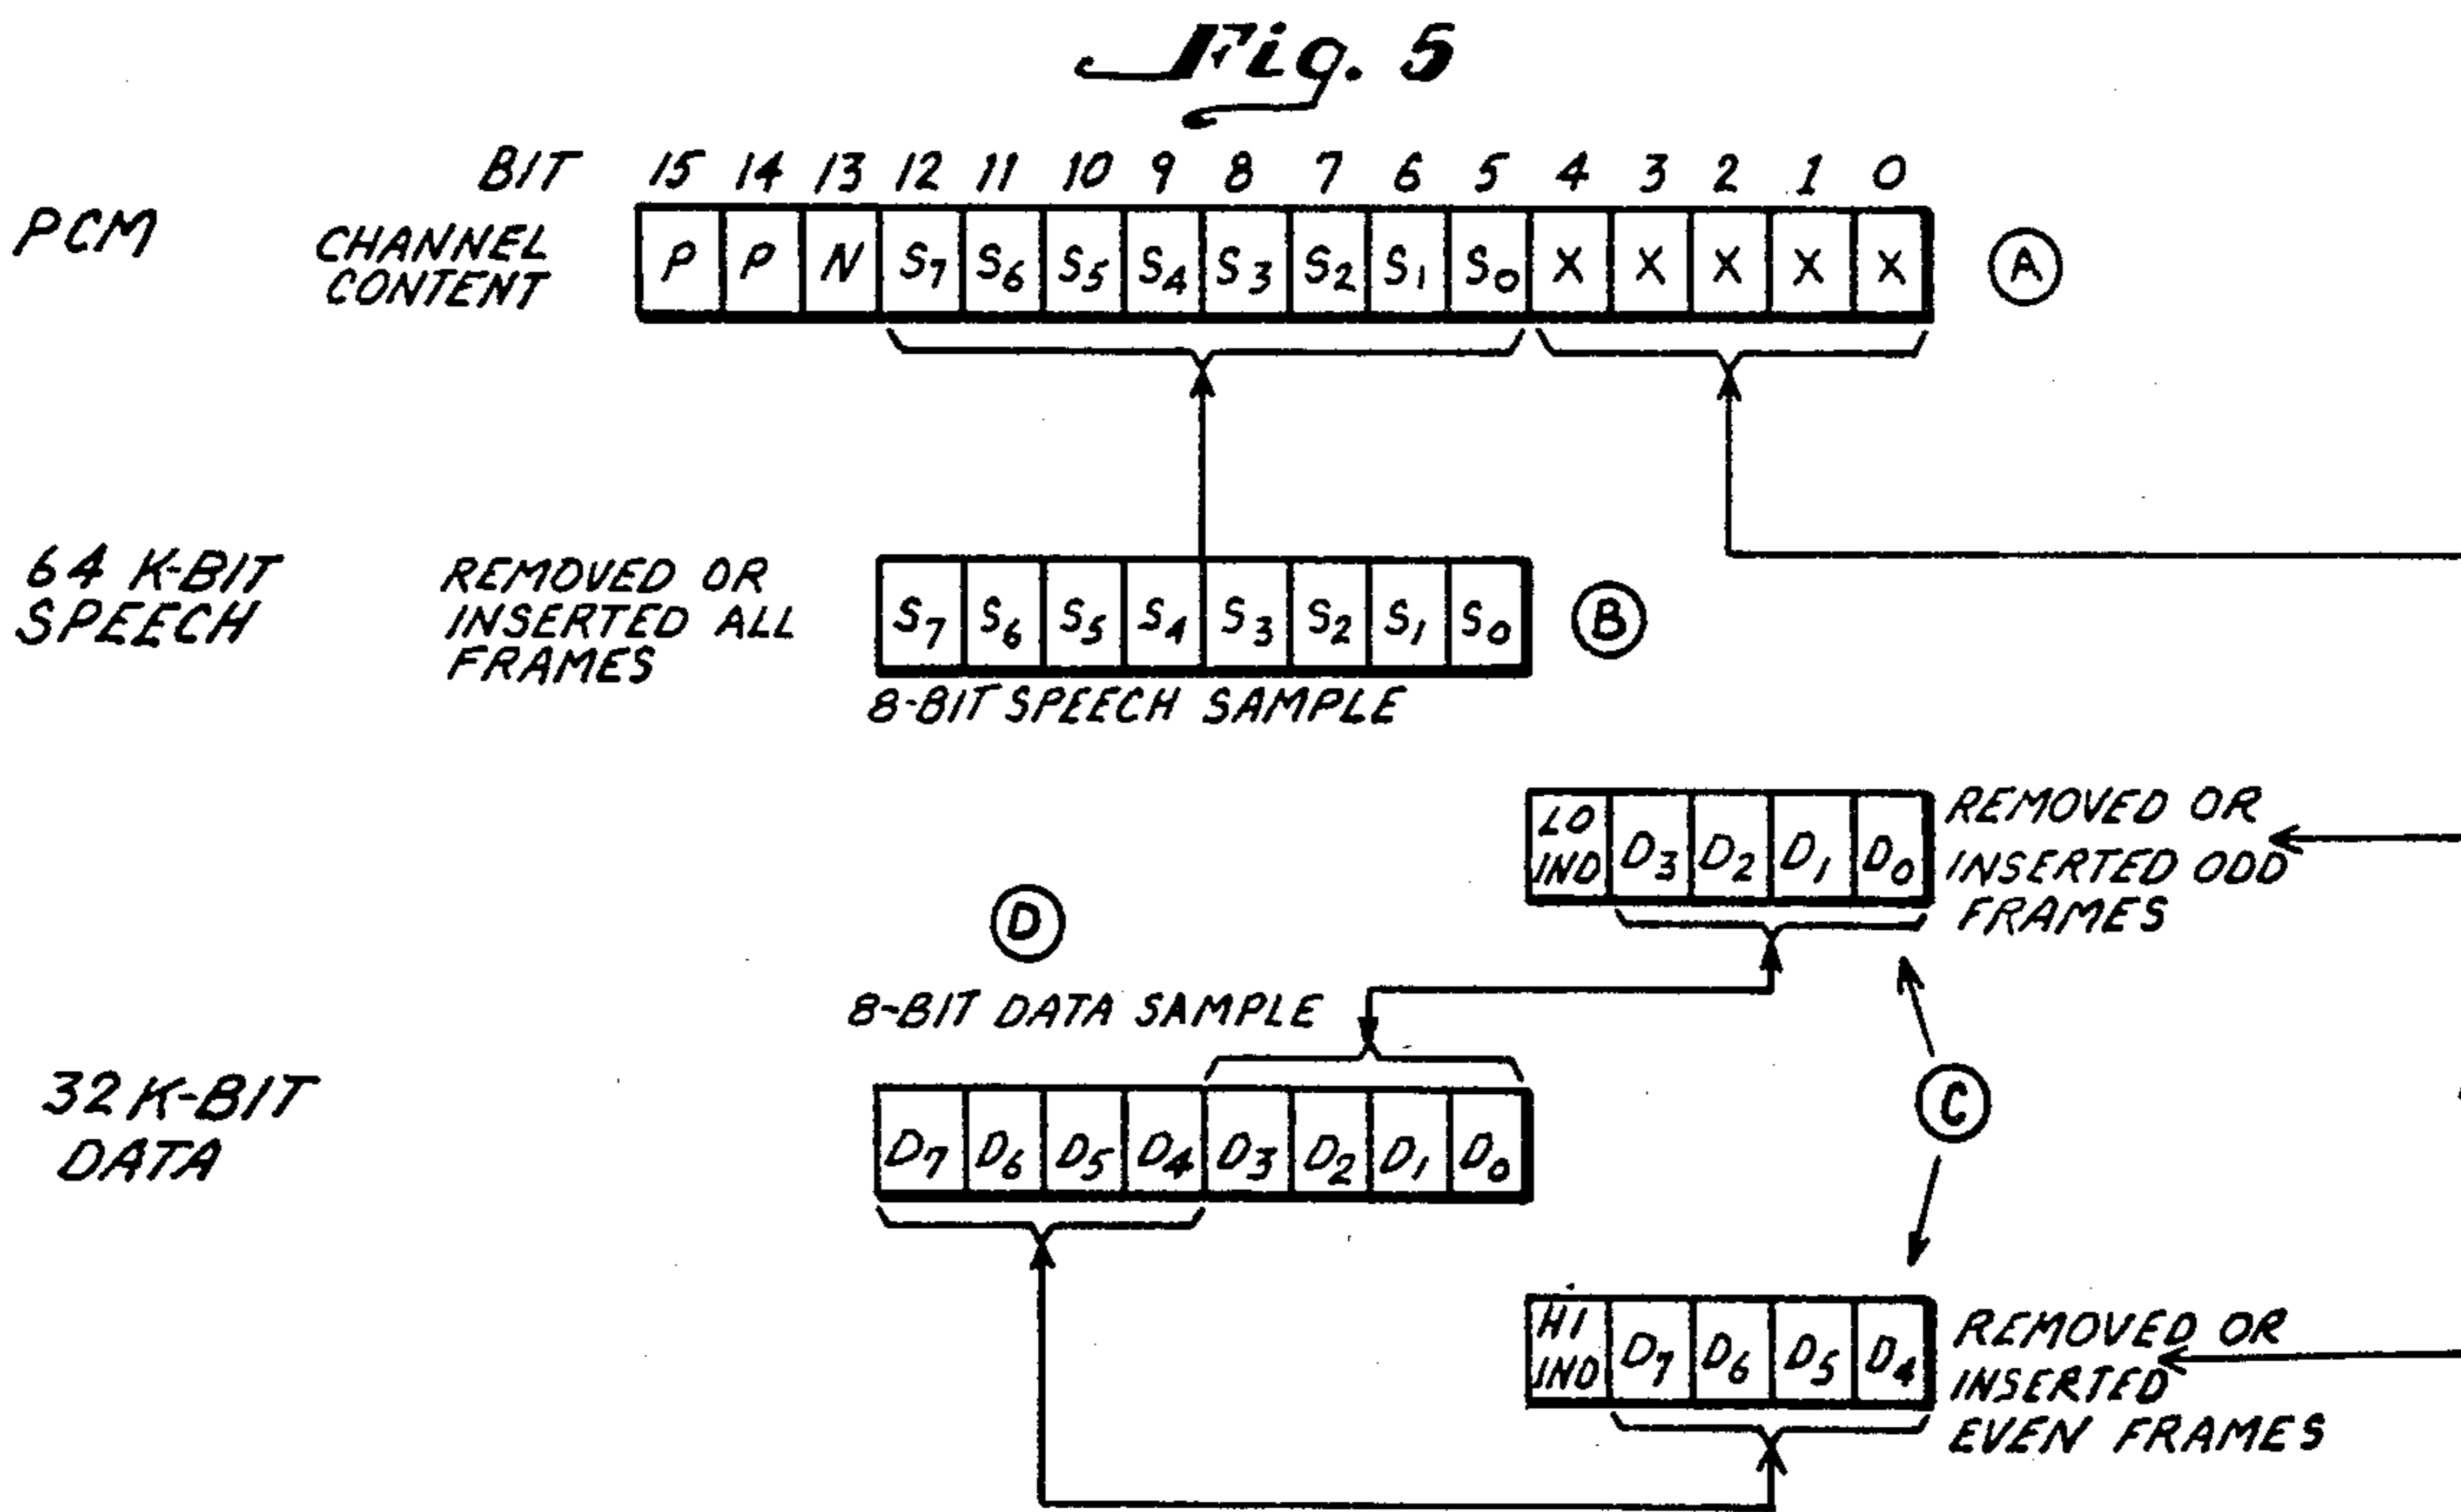 Fig. 5
BIT 15 14 13 12 11 10 9 8 7 6 5 4 3 2 1 0
PCM
CHANNEL
CONTENT
P P N S7 S6 S5 S4 S3 S2 S1 S0 X X X X X
A
64 K-BIT
SPEECH
REMOVED OR
INSERTED ALL
FRAMES
S7 S6 S5 S4 S3 S2 S1 S0
B
8-BIT SPEECH SAMPLE
LO
IND
D3 D2 D1 D0
REMOVED OR
INSERTED ODD
FRAMES
D
8-BIT DATA SAMPLE
C
32K-BIT
DATA
D7 D6 D5 D4 D3 D2 D1 D0
HI
IND
D7 D6 D5 D4
REMOVED OR
INSERTED
EVEN FRAMES